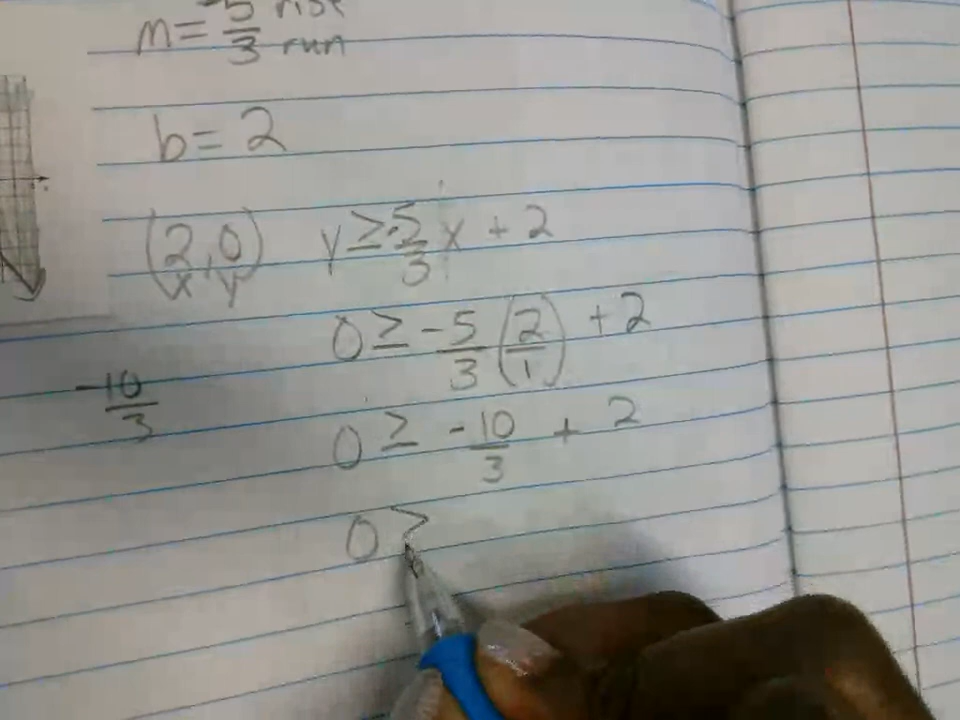 m = -5/3 rise run
b = 2
(2, 0) y ≥ -5/3 x + 2
x y
0 ≥ -5/3 (2/1) + 2
-10/3
0 ≥ -10/3 + 2
0 >